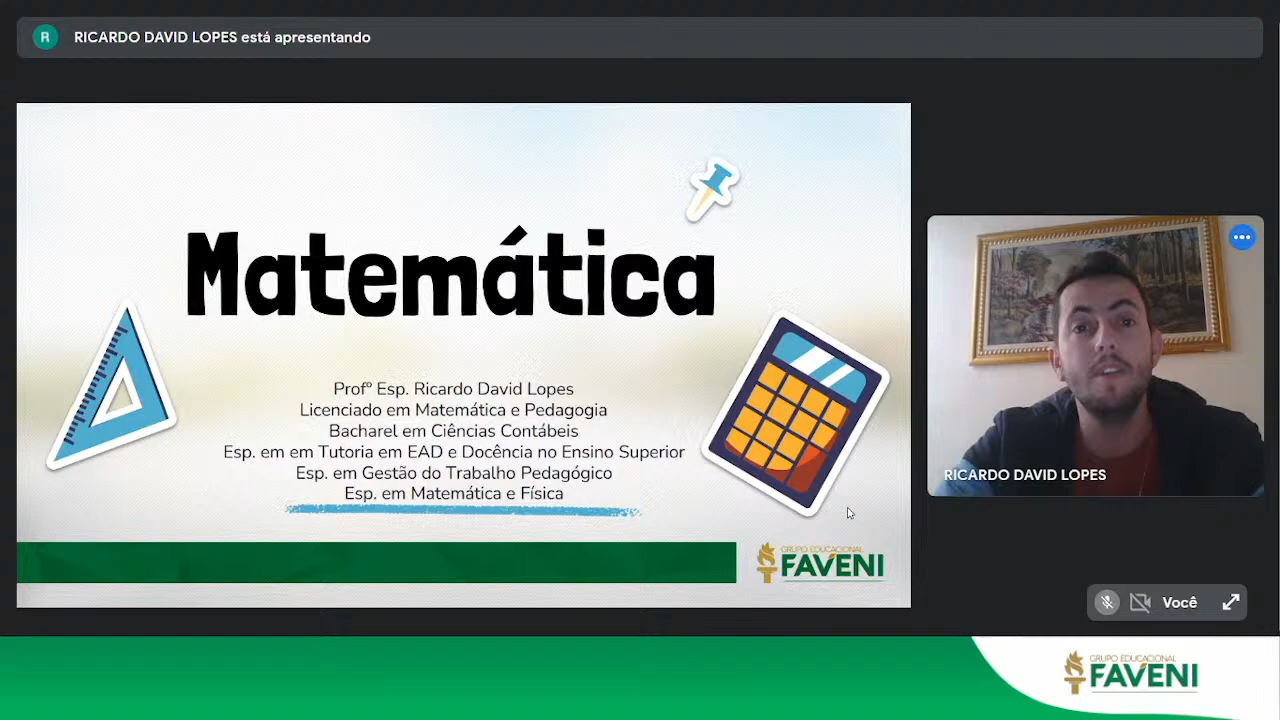 R
RICARDO DAVID LOPES está apresentando
Matemática
Profº Esp. Ricardo David Lopes
Licenciado em Matemática e Pedagogia
Bacharel em Ciências Contábeis
Esp. em em Tutoria em EAD e Docência no Ensino Superior
Esp. em Gestão do Trabalho Pedagógico
Esp. em Matemática e Física
GRUPO EDUCACIONAL
FAVENI
RICARDO DAVID LOPES
Você
GRUPO EDUCACIONAL
FAVENI